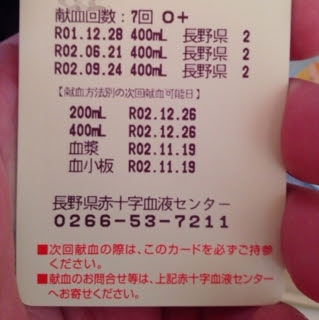 献血回数:7回 O+
R01.12.28 400mL 長野県 2
R02.06.21 400mL 長野県 2
R02.09.24 400mL 長野県 2
【献血方法別の次回献血可能日】
200mL R02.12.26
400mL R02.12.26
血漿 R02.11.19
血小板 R02.11.19
長野県赤十字血液センター
0266-53-7211
■次回献血の際は、このカードを必ずご持参
ください。
■献血のお問合せ等は、上記赤十字血液センター
へお寄せください。